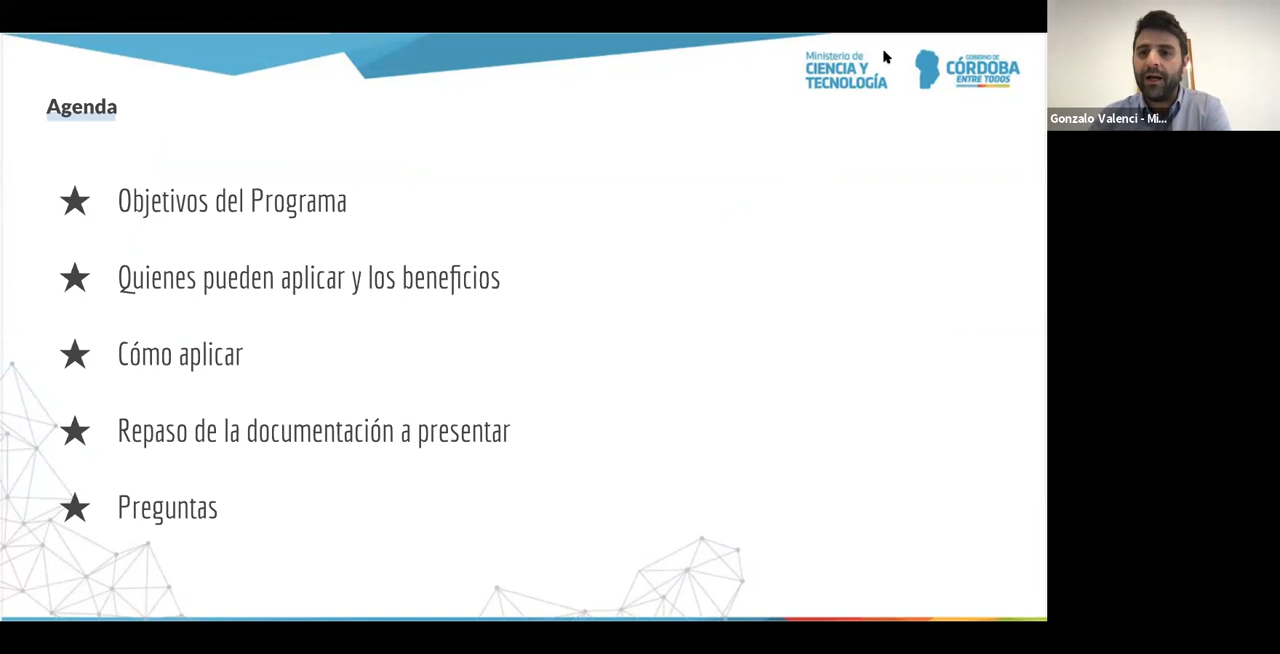 Ministerio de
CIENCIA Y
TECNOLOGÍA
GOBIERNO DE
CÓRDOBA
ENTRE TODOS
Gonzalo Valenci - Mi...
Agenda
★ Objetivos del Programa
★ Quienes pueden aplicar y los beneficios
★ Cómo aplicar
★ Repaso de la documentación a presentar
★ Preguntas